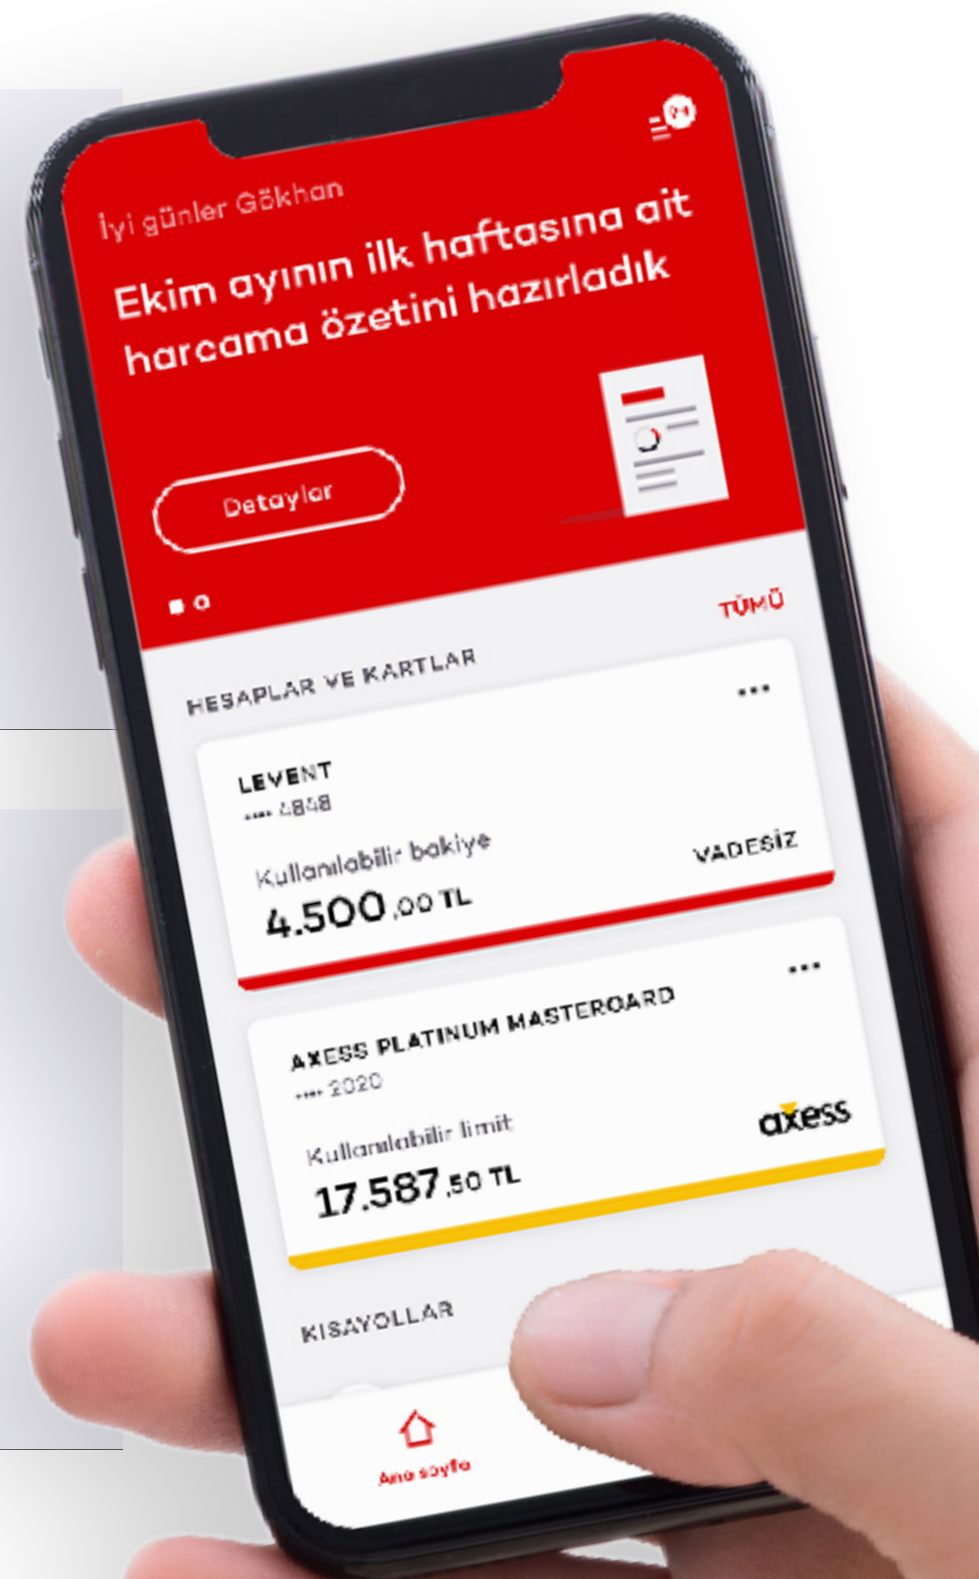 İyi günler Gökhan
Ekim ayının ilk haftasına ait
harcama özetini hazırladık
Detaylar
HESAPLAR VE KARTLAR
TÜMÜ
LEVENT
•••• 4848
Kullanılabilir bakiye
4.500,00 TL
VADESİZ
AXESS PLATINUM MASTERCARD
•••• 2020
Kullanılabilir limit
17.587,50 TL
axess
KISAYOLLAR
Ana sayfa